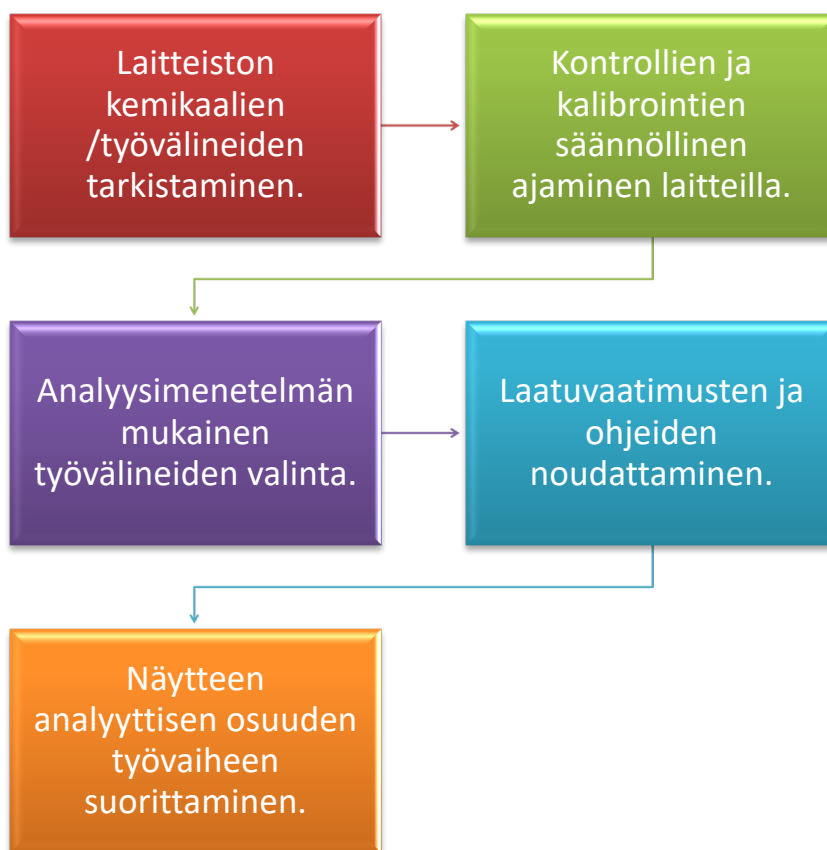 Laitteiston
kemikaalien
/työvälineiden
tarkistaminen.
Kontrollien ja
kalibrointien
säännöllinen
ajaminen laitteilla.
Analyysimenetelmän
mukainen
työvälineiden valinta.
Laatuvaatimusten ja
ohjeiden
noudattaminen.
Näytteen
analyyttisen osuuden
työvaiheen
suorittaminen.